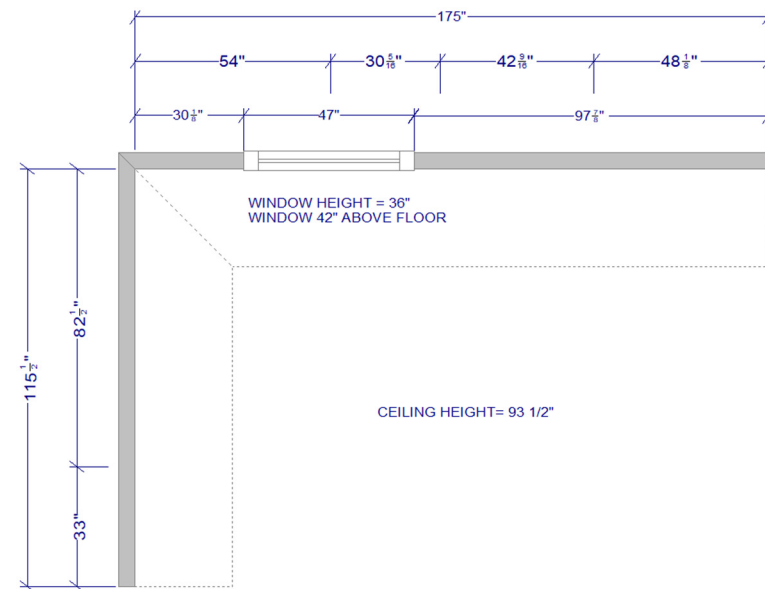 175"
54" 30 5/16" 42 9/16" 48 1/8"
30 1/8" 47" 97 7/8"
WINDOW HEIGHT = 36"
WINDOW 42" ABOVE FLOOR
82 1/2"
115 1/2"
CEILING HEIGHT= 93 1/2"
33"